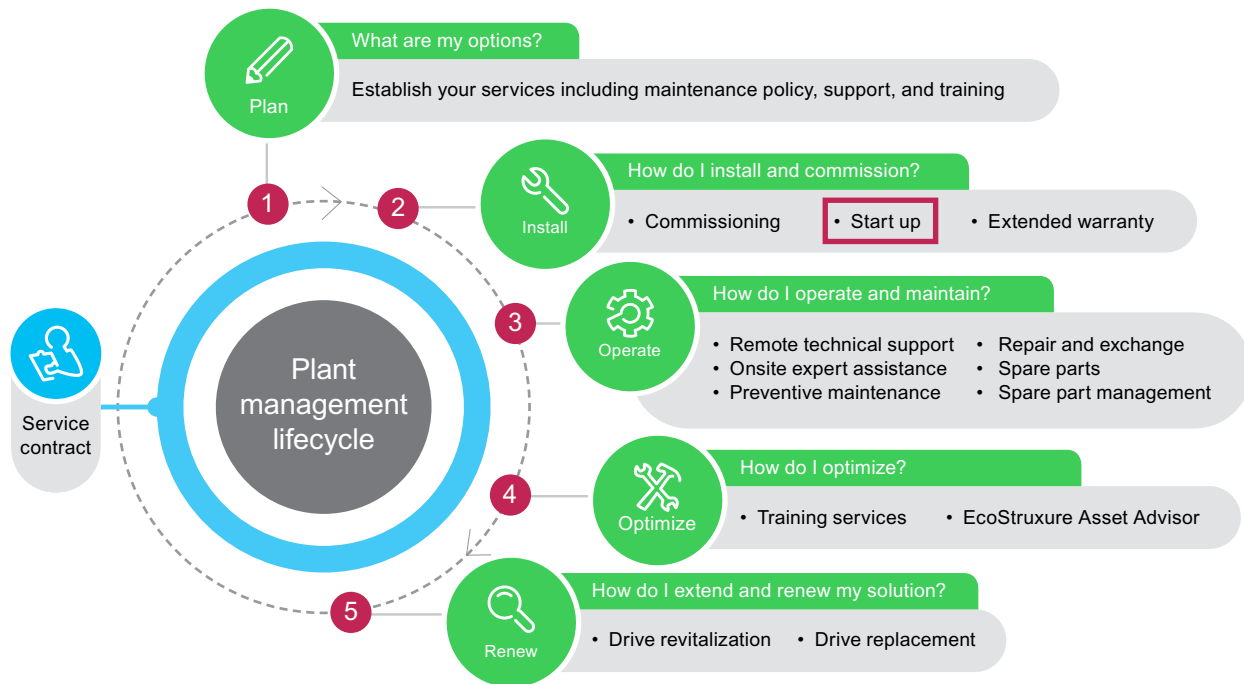 What are my options?
Plan
Establish your services including maintenance policy, support, and training
1
2
How do I install and commission?
Install
• Commissioning
• Start up
• Extended warranty
3
How do I operate and maintain?
Operate
• Remote technical support
• Onsite expert assistance
• Preventive maintenance
• Repair and exchange
• Spare parts
• Spare part management
Plant
management
lifecycle
Service
contract
4
How do I optimize?
Optimize
• Training services
• EcoStruxure Asset Advisor
5
How do I extend and renew my solution?
Renew
• Drive revitalization
• Drive replacement